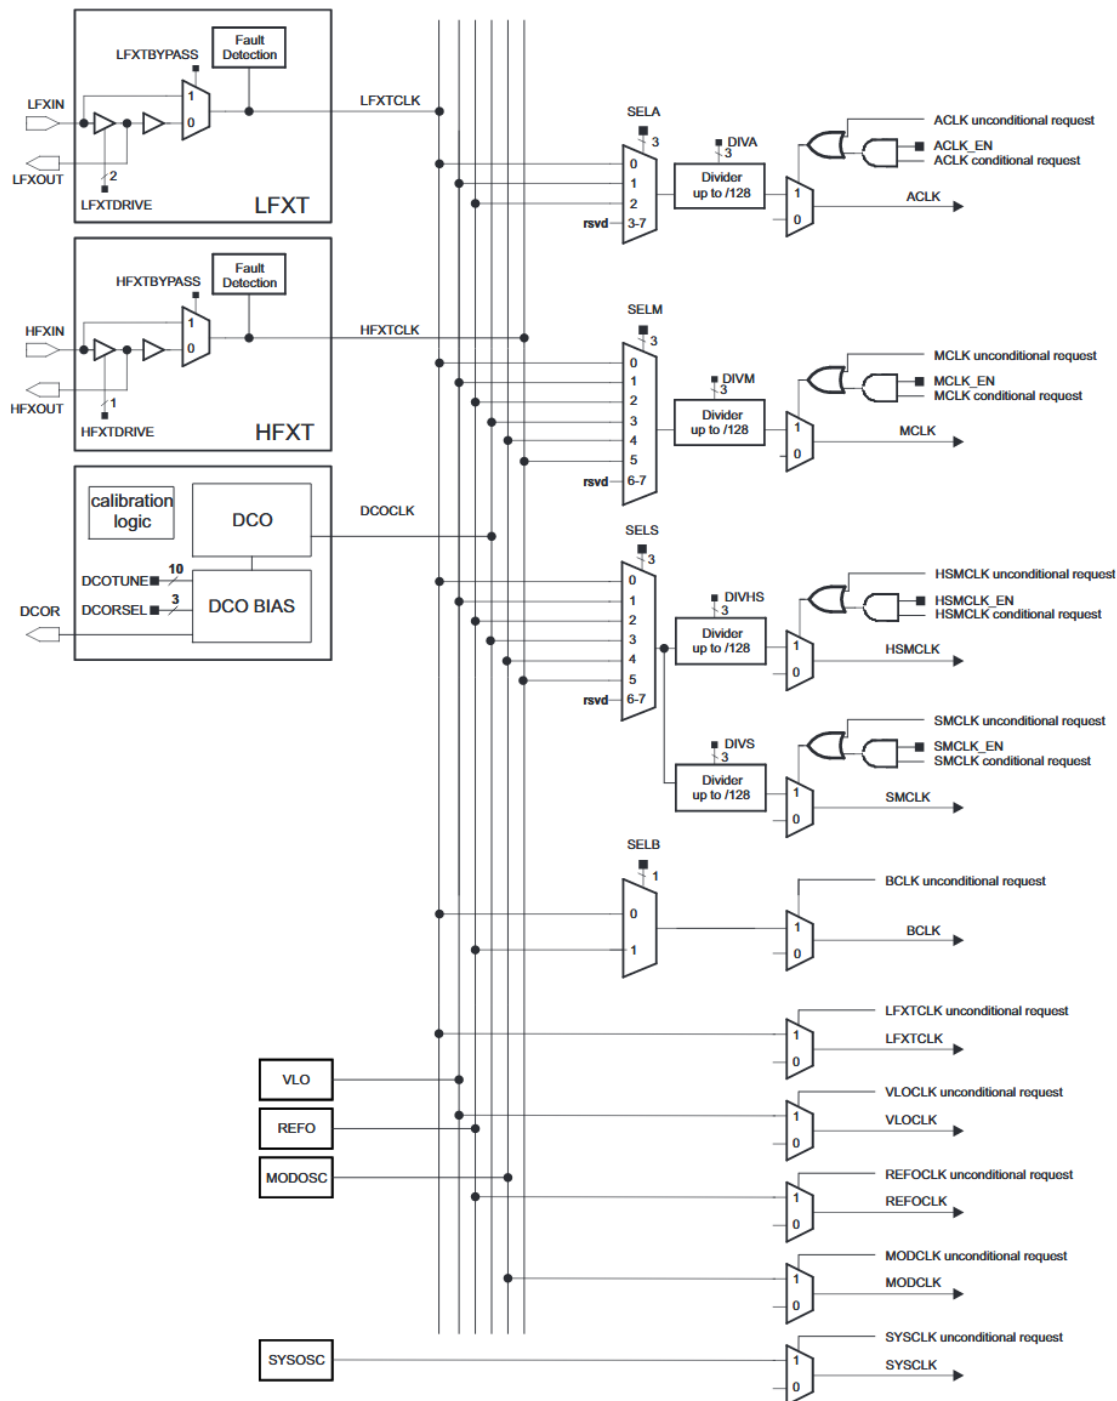 LFXTBYPASS
Fault
Detection
LFXIN
1
0
LFXOUT
2
LFXTDRIVE
LFXT
LFXTCLK
HFXTBYPASS
Fault
Detection
HFXIN
1
0
HFXOUT
1
HFXTDRIVE
HFXT
HFXTCLK
calibration
logic
DCO
DCOCLK
DCOTUNE
10
DCORSEL
3
DCO BIAS
DCOR
SELA
3
0
1
2
rsvd
3-7
DIVA
3
Divider
up to /128
1
0
ACLK unconditional request
ACLK_EN
ACLK conditional request
ACLK
SELM
3
0
1
2
3
4
5
rsvd
6-7
DIVM
3
Divider
up to /128
1
0
MCLK unconditional request
MCLK_EN
MCLK conditional request
MCLK
SELS
3
0
1
2
3
4
5
rsvd
6-7
DIVHS
3
Divider
up to /128
1
0
HSMCLK unconditional request
HSMCLK_EN
HSMCLK conditional request
HSMCLK
DIVS
3
Divider
up to /128
1
0
SMCLK unconditional request
SMCLK_EN
SMCLK conditional request
SMCLK
SELB
1
0
1
1
0
BCLK unconditional request
BCLK
1
0
LFXTCLK unconditional request
LFXTCLK
VLO
1
0
VLOCLK unconditional request
VLOCLK
REFO
1
0
REFOCLK unconditional request
REFOCLK
MODOSC
1
0
MODCLK unconditional request
MODCLK
SYSOSC
1
0
SYSCLK unconditional request
SYSCLK